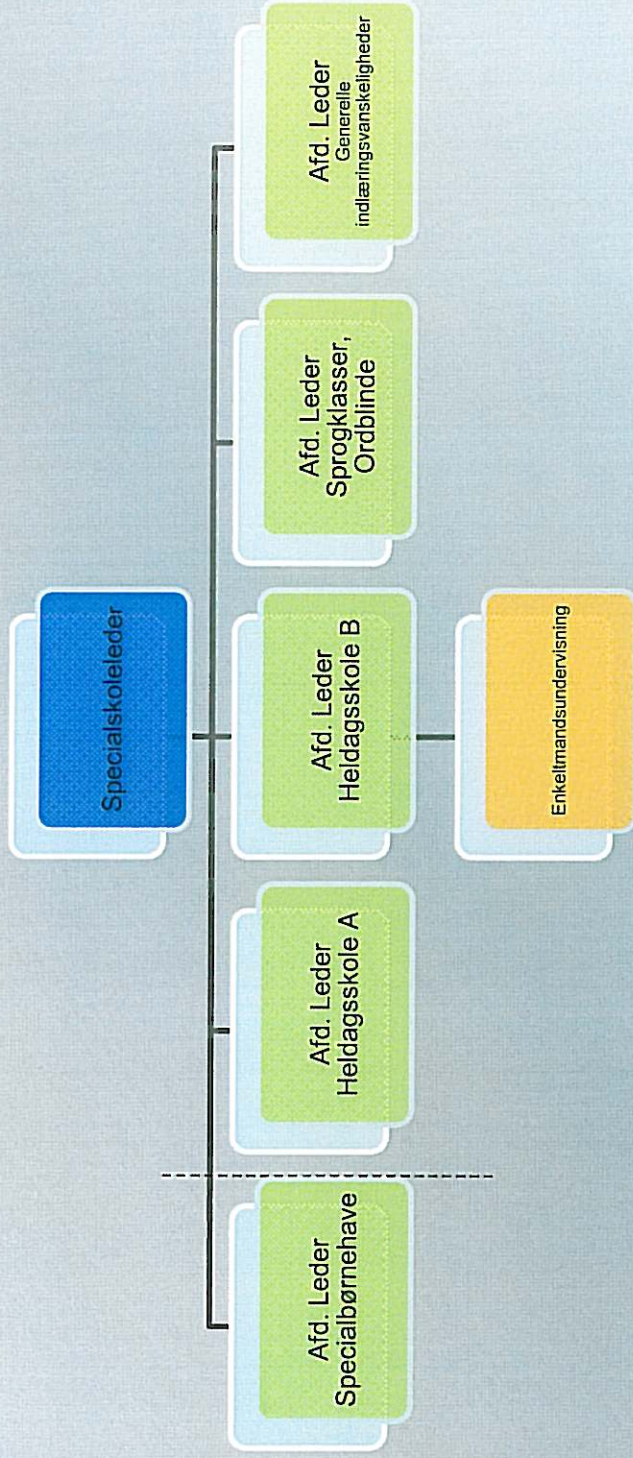 Specialskoleleder
Afd. Leder
Specialbørnehave
Afd. Leder
Heldagsskole A
Afd. Leder
Heldagsskole B
Afd. Leder
Sprogklasser,
Ordblinde
Afd. Leder
Generelle
indlæringsvanskeligheder
Enkeltmandsundervisning